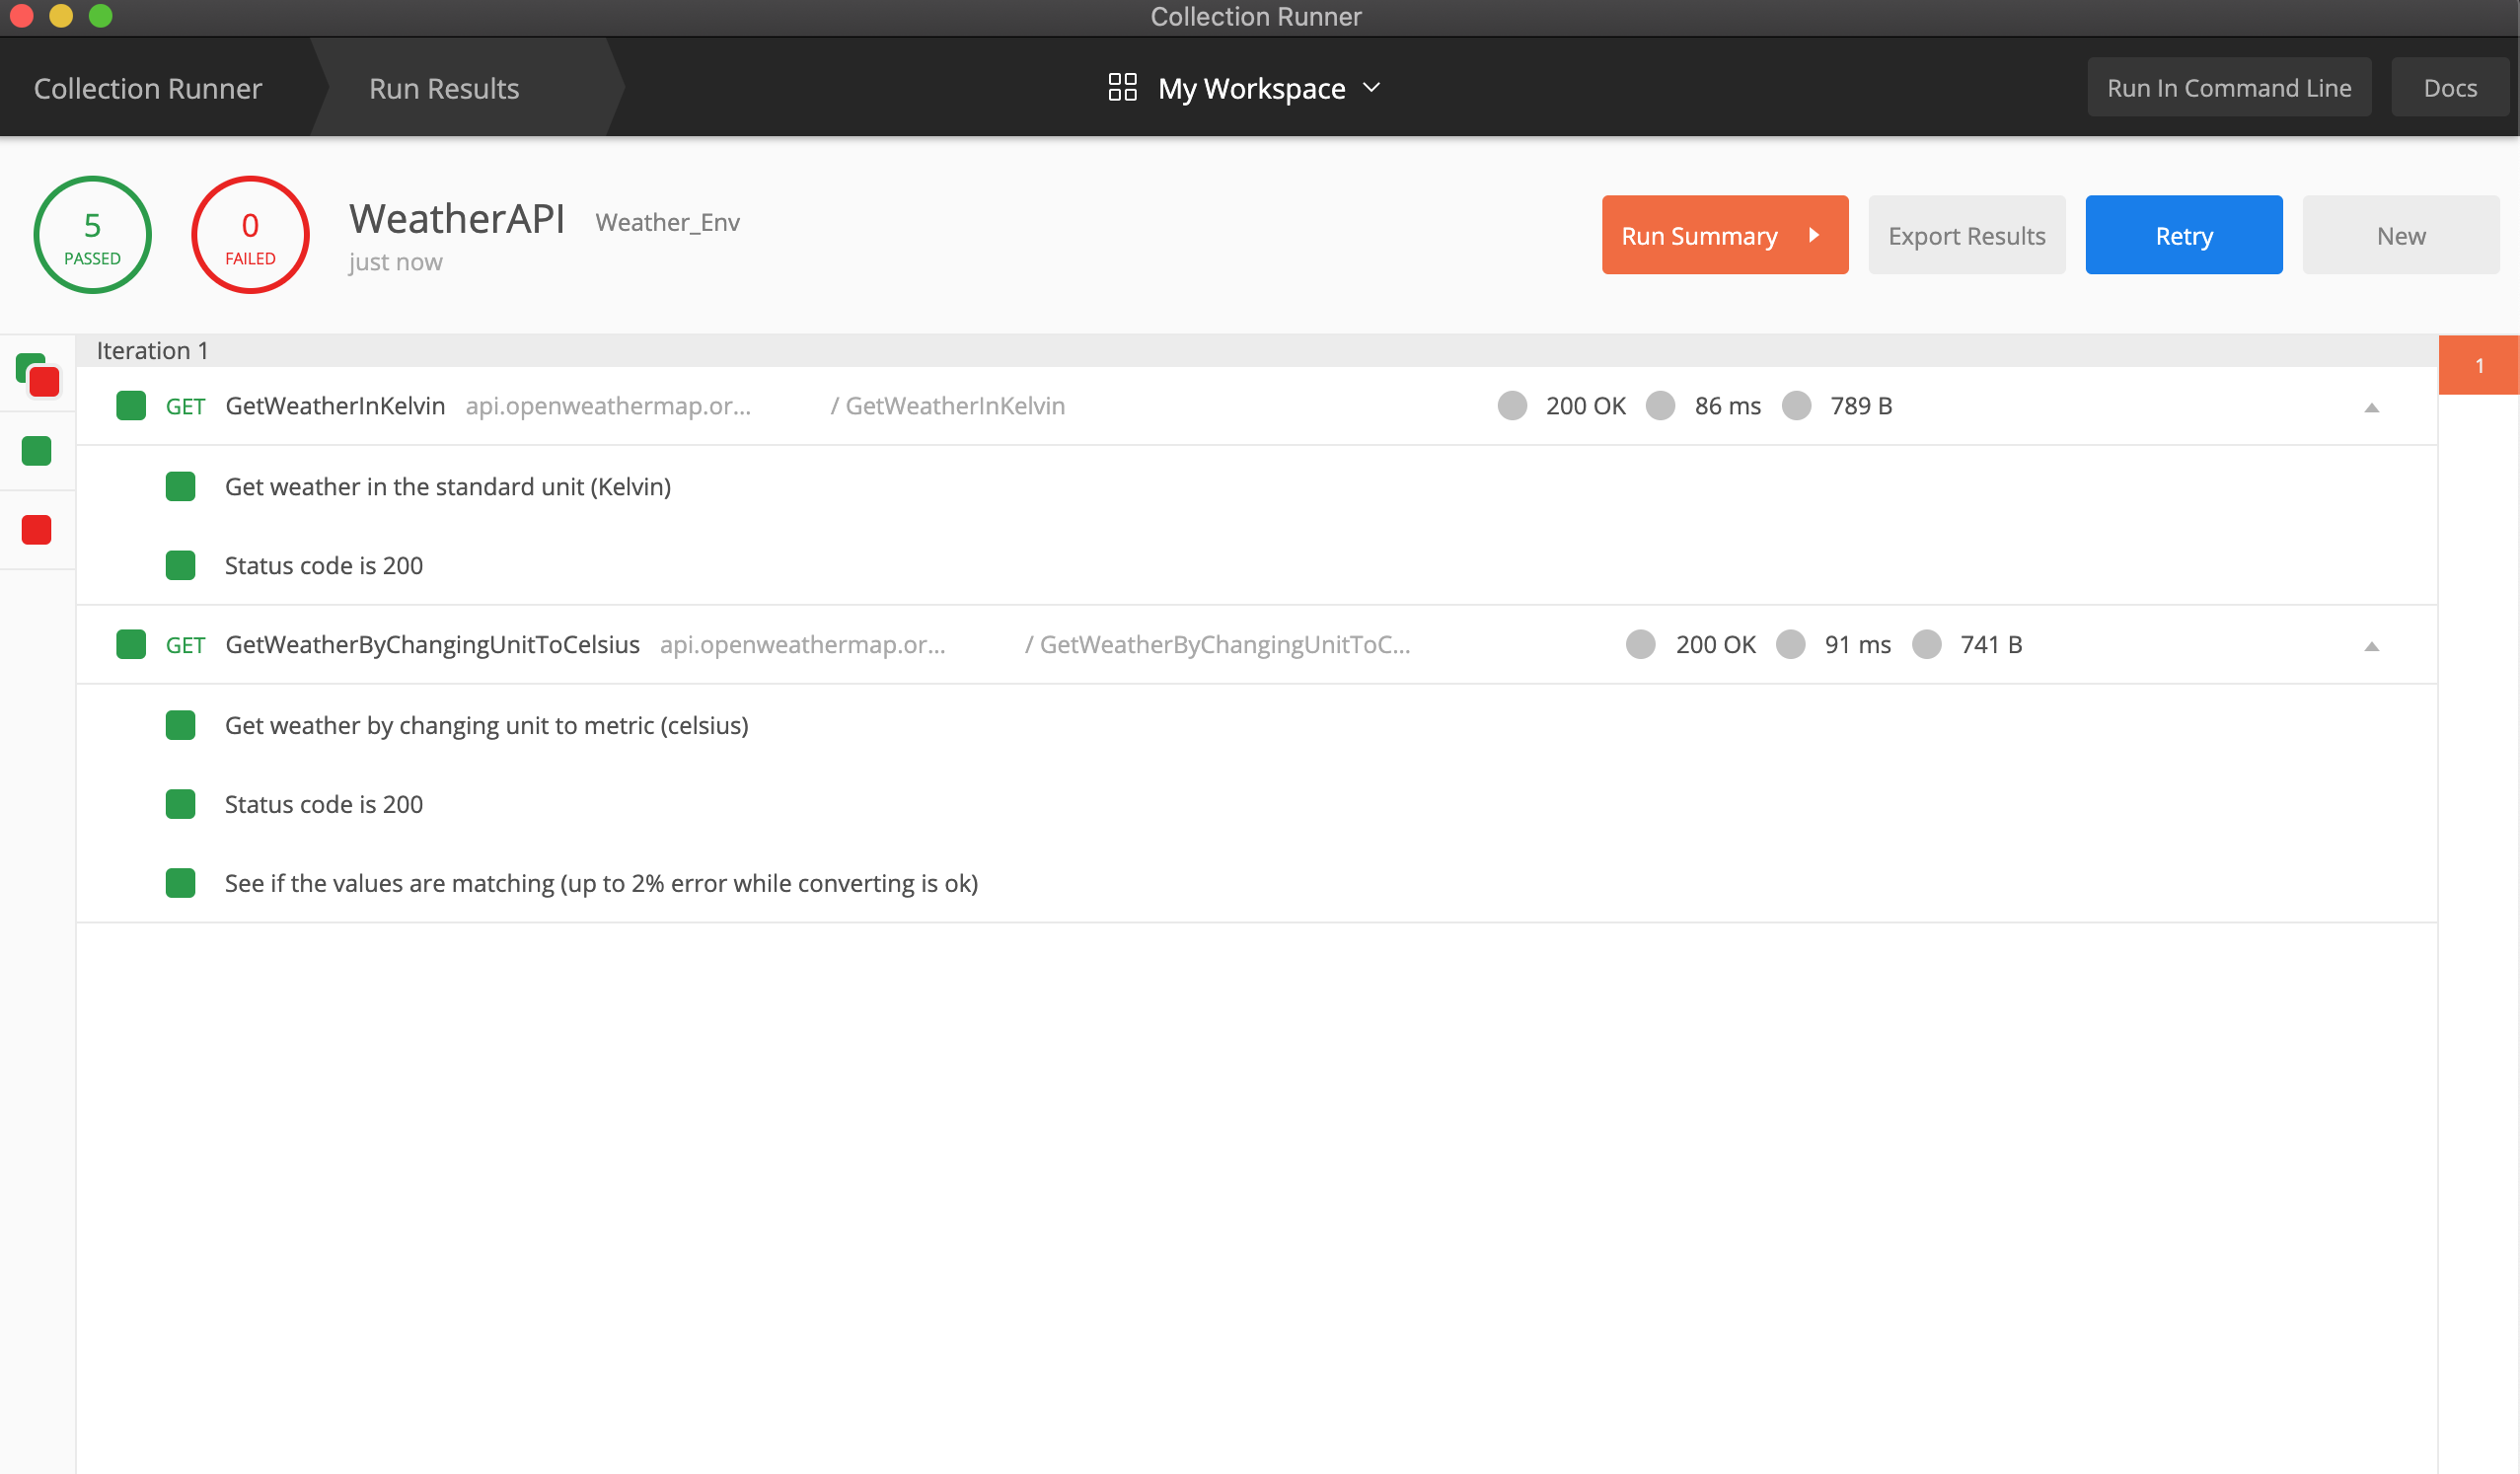 Collection Runner
Collection Runner Run Results My Workspace Run In Command Line Docs
5 PASSED
0 FAILED
WeatherAPI Weather_Env
just now
Run Summary Export Results Retry New
Iteration 1
1
GET GetWeatherInKelvin api.openweathermap.or... / GetWeatherInKelvin 200 OK 86 ms 789 B
Get weather in the standard unit (Kelvin)
Status code is 200
GET GetWeatherByChangingUnitToCelsius api.openweathermap.or... / GetWeatherByChangingUnitToC... 200 OK 91 ms 741 B
Get weather by changing unit to metric (celsius)
Status code is 200
See if the values are matching (up to 2% error while converting is ok)